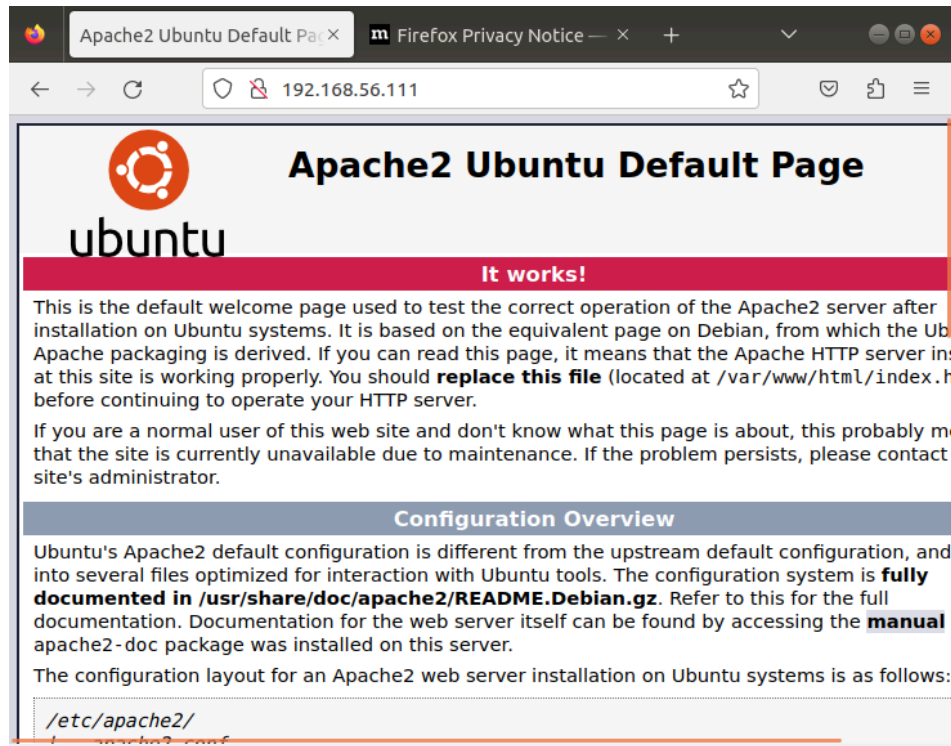 Apache2 Ubuntu Default Pag
Firefox Privacy Notice —
192.168.56.111
ubuntu
Apache2 Ubuntu Default Page
It works!
This is the default welcome page used to test the correct operation of the Apache2 server after
installation on Ubuntu systems. It is based on the equivalent page on Debian, from which the Ub
Apache packaging is derived. If you can read this page, it means that the Apache HTTP server ins
at this site is working properly. You should replace this file (located at /var/www/html/index.h
before continuing to operate your HTTP server.
If you are a normal user of this web site and don't know what this page is about, this probably me
that the site is currently unavailable due to maintenance. If the problem persists, please contact
site's administrator.
Configuration Overview
Ubuntu's Apache2 default configuration is different from the upstream default configuration, and
into several files optimized for interaction with Ubuntu tools. The configuration system is fully
documented in /usr/share/doc/apache2/README.Debian.gz. Refer to this for the full
documentation. Documentation for the web server itself can be found by accessing the manual
apache2-doc package was installed on this server.
The configuration layout for an Apache2 web server installation on Ubuntu systems is as follows:
/etc/apache2/
apache2.conf